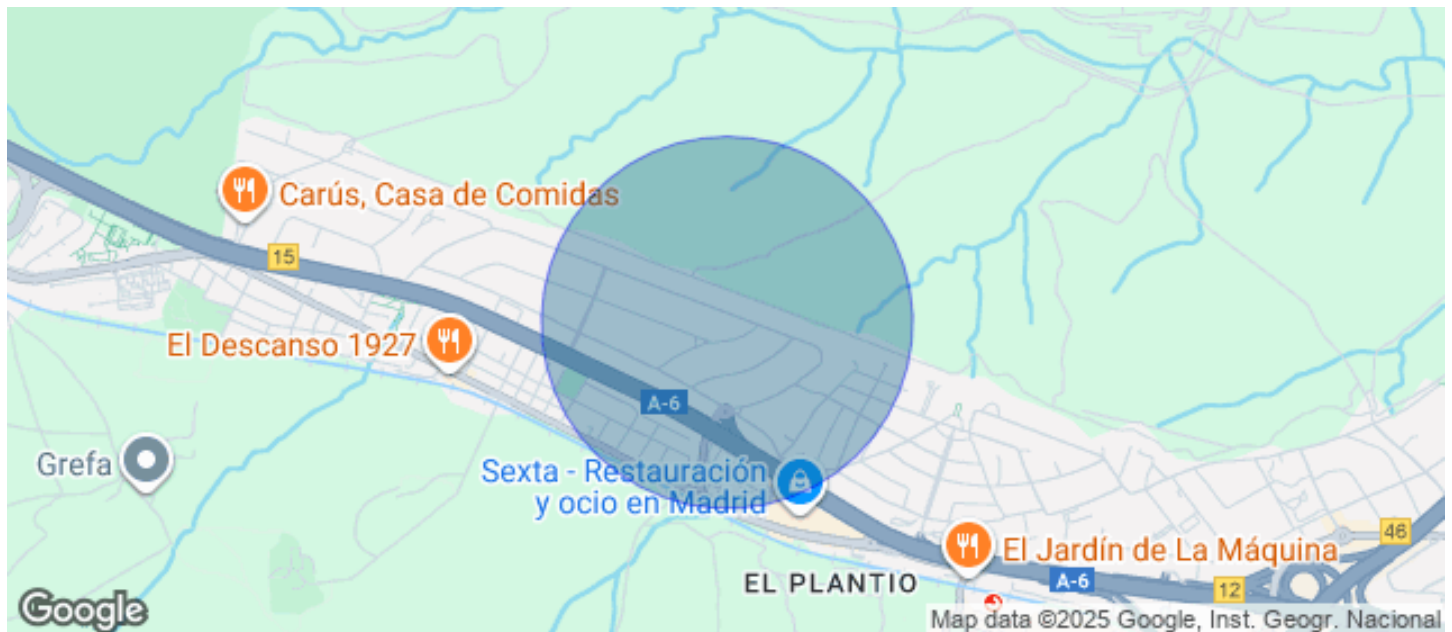 Carús, Casa de Comidas
15
El Descanso 1927
A-6
Grefa
Sexta - Restauración
y ocio en Madrid
El Jardín de La Máquina
46
EL PLANTIO
A-6
12
Google
Map data ©2025 Google, Inst. Geogr. Nacional